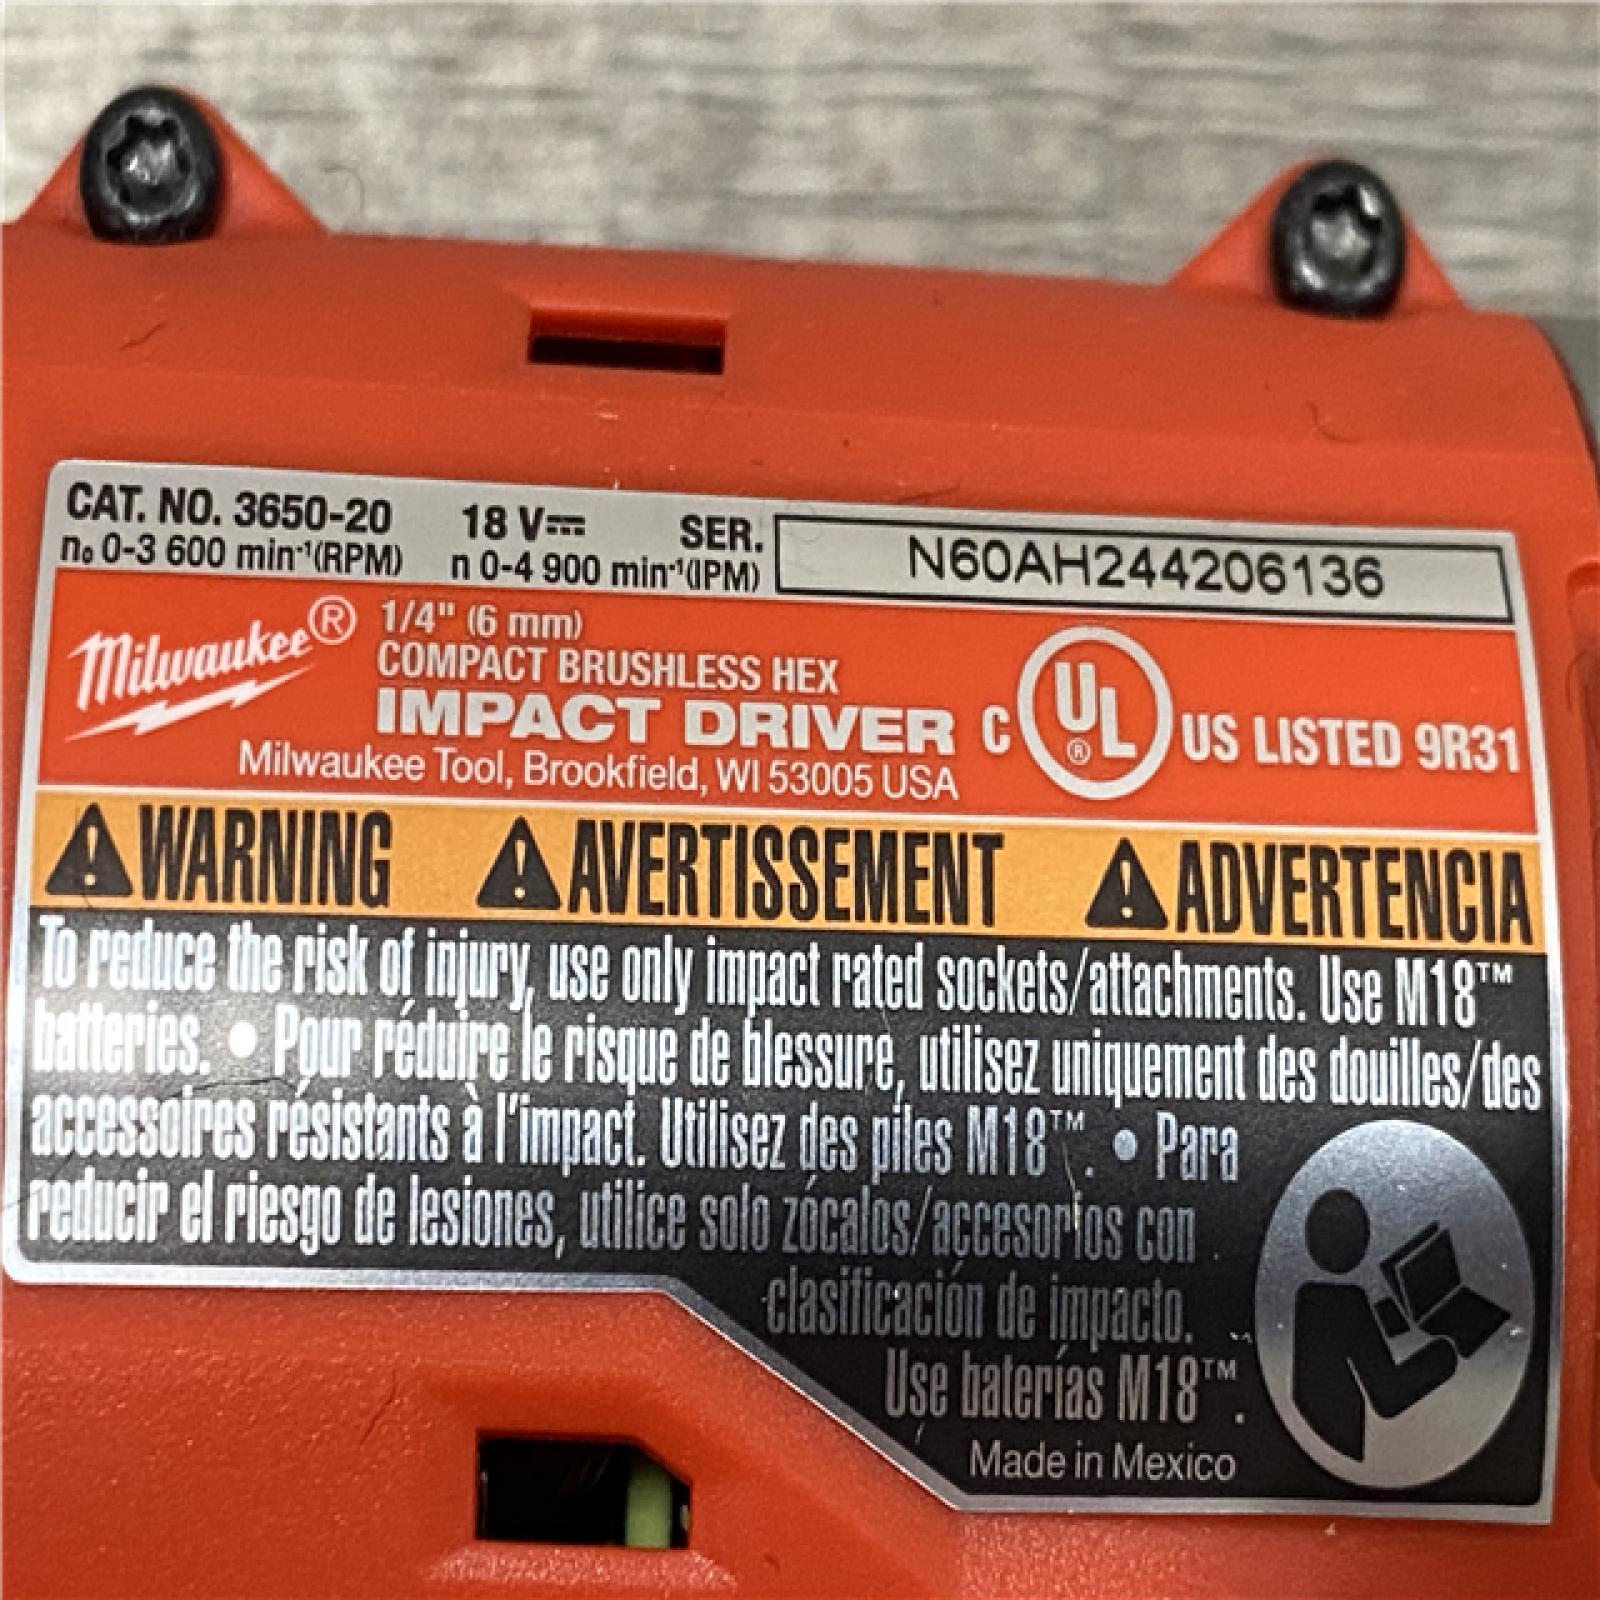 CAT. NO. 3650-20 18 V⎓ SER. N60AH244206136
n₀ 0-3 600 min⁻¹(RPM) n 0-4 900 min⁻¹(IPM)
Milwaukee® 1/4" (6 mm)
COMPACT BRUSHLESS HEX
IMPACT DRIVER C UL® US LISTED 9R31
Milwaukee Tool, Brookfield, WI 53005 USA
⚠WARNING ⚠AVERTISSEMENT ⚠ADVERTENCIA
To reduce the risk of injury, use only impact rated sockets/attachments. Use M18™
batteries. • Pour réduire le risque de blessure, utilisez uniquement des douilles/des
accessoires résistants à l'impact. Utilisez des piles M18™. • Para
reducir el riesgo de lesiones, utilice solo zócalos/accesorios con
clasificación de impacto.
Use baterías M18™.
Made in Mexico